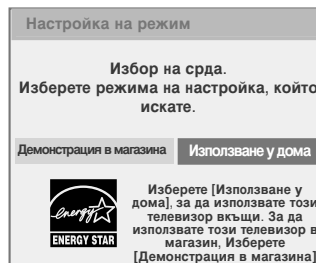 Настройка на режим
Избор на срда.
Изберете режима на настройка, който
искате.
Демонстрация в магазина
Използване у дома
Изберете [Използване у
дома], за да използвате този
телевизор вкъщи. За да
използвате този телевизор в
магазин, Изберете
[Демонстрация в магазина]
energy
ENERGY STAR